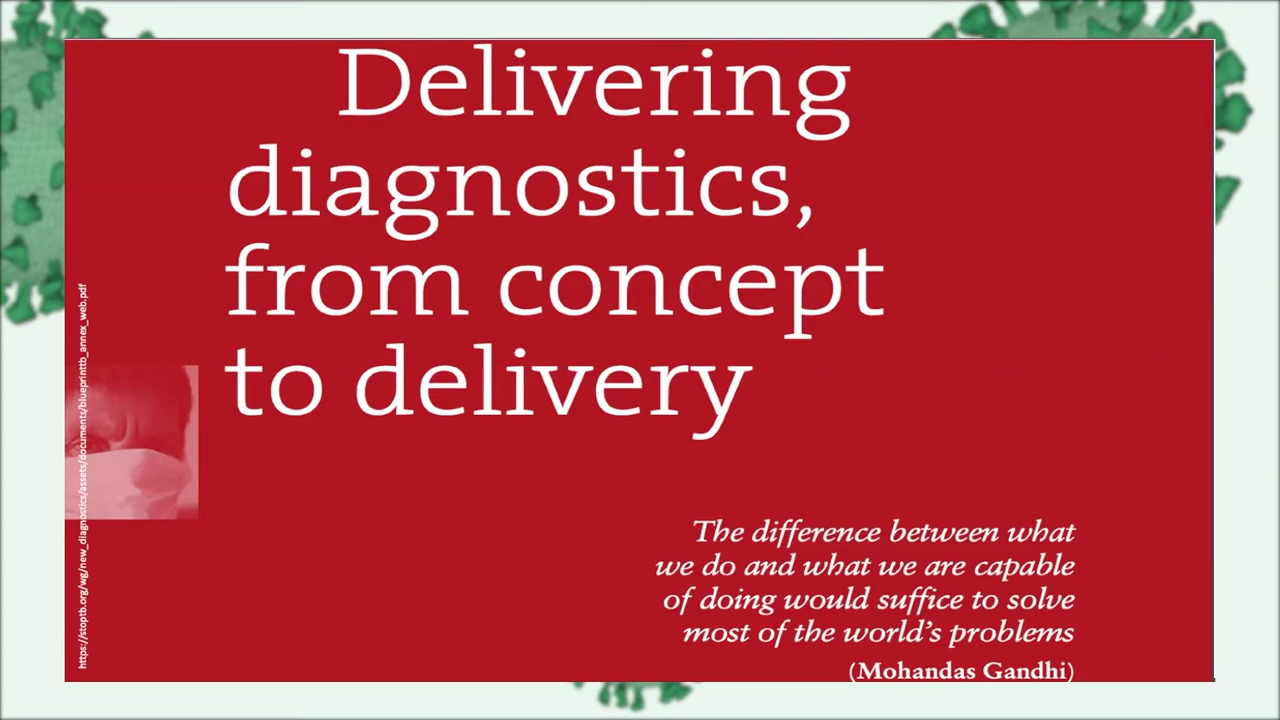 Delivering
diagnostics,
from concept
to delivery
https://stoptb.org/wg/new_diagnostics/assets/documents/blueprinttb_annex_web.pdf
The difference between what
we do and what we are capable
of doing would suffice to solve
most of the world’s problems
(Mohandas Gandhi)